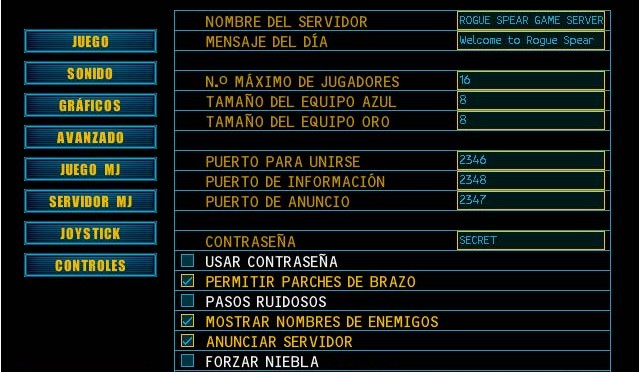 JUEGO
SONIDO
GRÁFICOS
AVANZADO
JUEGO MJ
SERVIDOR MJ
JOYSTICK
CONTROLES
NOMBRE DEL SERVIDOR ROGUE SPEAR GAME SERVER
MENSAJE DEL DÍA Welcome to Rogue Spear
N.º MÁXIMO DE JUGADORES 16
TAMAÑO DEL EQUIPO AZUL 8
TAMAÑO DEL EQUIPO ORO 8
PUERTO PARA UNIRSE 2346
PUERTO DE INFORMACIÓN 2348
PUERTO DE ANUNCIO 2347
CONTRASEÑA SECRET
USAR CONTRASEÑA
PERMITIR PARCHES DE BRAZO
PASOS RUIDOSOS
MOSTRAR NOMBRES DE ENEMIGOS
ANUNCIAR SERVIDOR
FORZAR NIEBLA